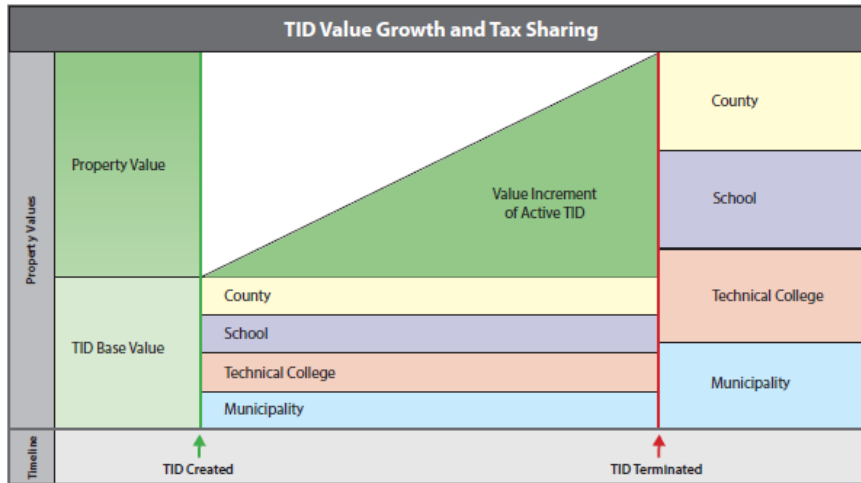 TID Value Growth and Tax Sharing
Property Values
Property Value
TID Base Value
Value Increment
of Active TID
County
School
Technical College
Municipality
County
School
Technical College
Municipality
Timeline
TID Created
TID Terminated